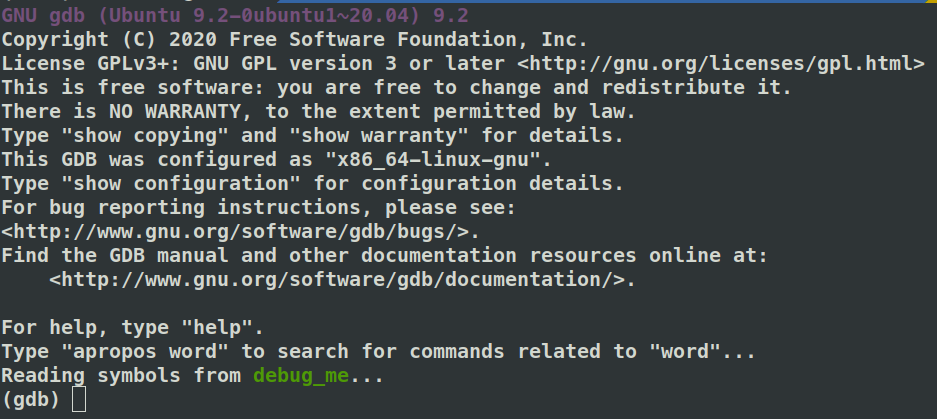 GNU gdb (Ubuntu 9.2-0ubuntu1~20.04) 9.2
Copyright (C) 2020 Free Software Foundation, Inc.
License GPLv3+: GNU GPL version 3 or later <http://gnu.org/licenses/gpl.html>
This is free software: you are free to change and redistribute it.
There is NO WARRANTY, to the extent permitted by law.
Type "show copying" and "show warranty" for details.
This GDB was configured as "x86_64-linux-gnu".
Type "show configuration" for configuration details.
For bug reporting instructions, please see:
<http://www.gnu.org/software/gdb/bugs/>.
Find the GDB manual and other documentation resources online at:
    <http://www.gnu.org/software/gdb/documentation/>.

For help, type "help".
Type "apropos word" to search for commands related to "word"...
Reading symbols from debug_me...
(gdb)